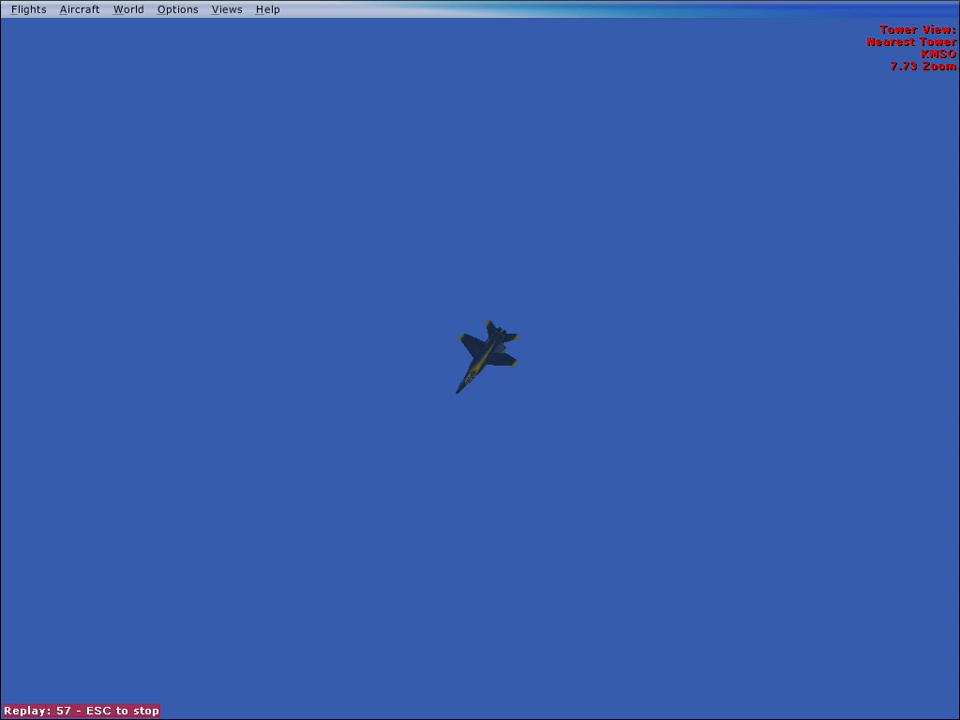 Flights Aircraft World Options Views Help
Tower View:
Nearest Tower
KMSO
7.73 Zoom
Replay: 57 - ESC to stop